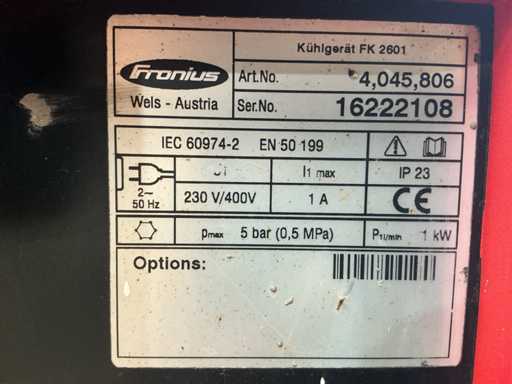 Fronius
Kühlgerät FK 2601
Art.No. 4,045,806
Wels - Austria
Ser.No. 16222108
IEC 60974-2 EN 50 199
I1 max
IP 23
2~
50 Hz
230 V/400V
1 A
CE
pmax 5 bar (0,5 MPa)
P1l/min 1 kW
Options: